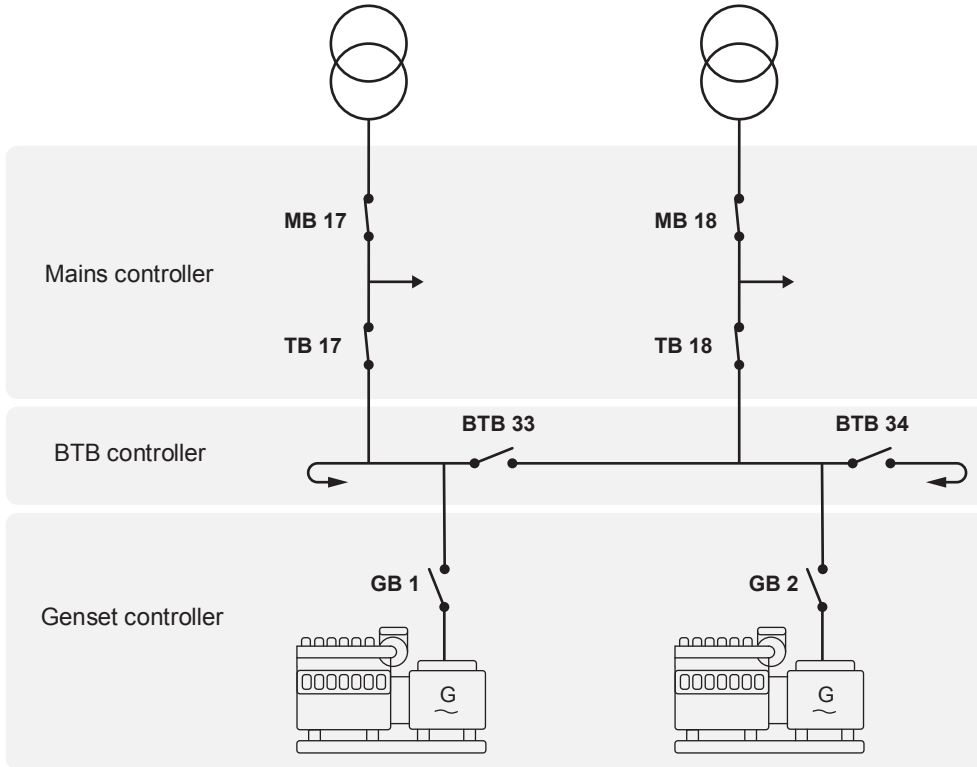 MB 17
MB 18
Mains controller
TB 17
TB 18
BTB 33
BTB 34
BTB controller
GB 1
GB 2
Genset controller
G
G